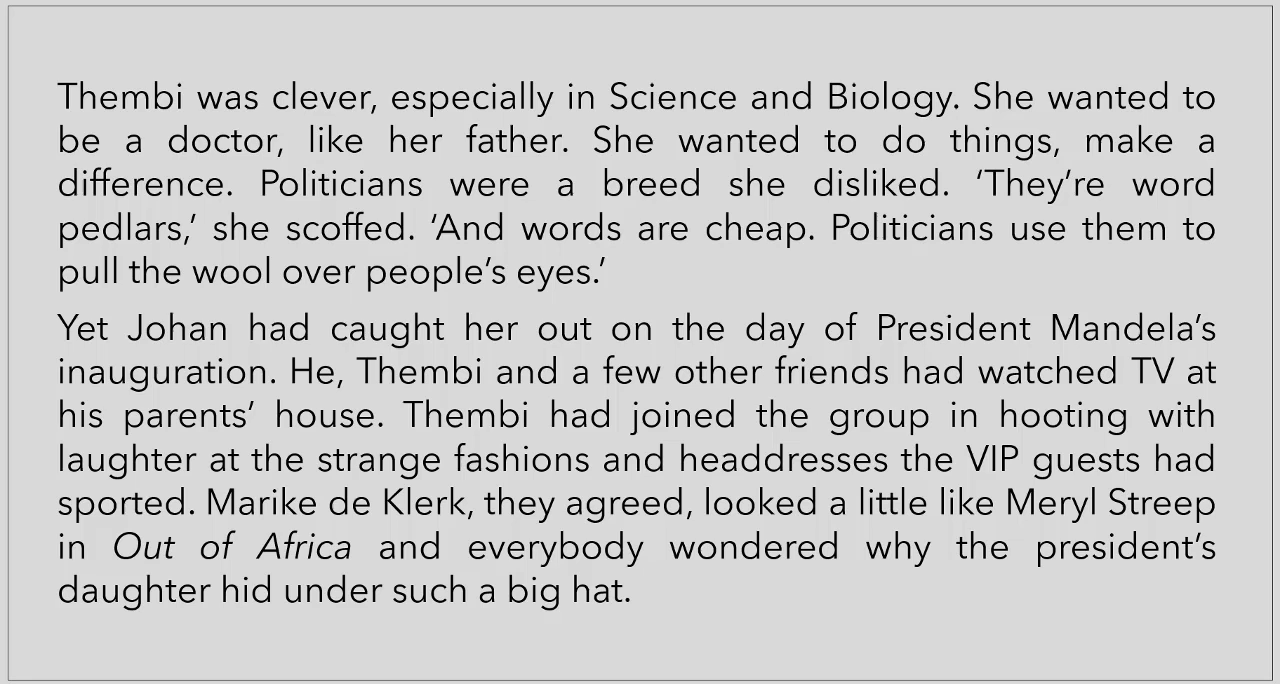 Thembi was clever, especially in Science and Biology. She wanted to
be a doctor, like her father. She wanted to do things, make a
difference. Politicians were a breed she disliked. ‘They’re word
pedlars,’ she scoffed. ‘And words are cheap. Politicians use them to
pull the wool over people’s eyes.’
Yet Johan had caught her out on the day of President Mandela’s
inauguration. He, Thembi and a few other friends had watched TV at
his parents’ house. Thembi had joined the group in hooting with
laughter at the strange fashions and headdresses the VIP guests had
sported. Marike de Klerk, they agreed, looked a little like Meryl Streep
in Out of Africa and everybody wondered why the president’s
daughter hid under such a big hat.